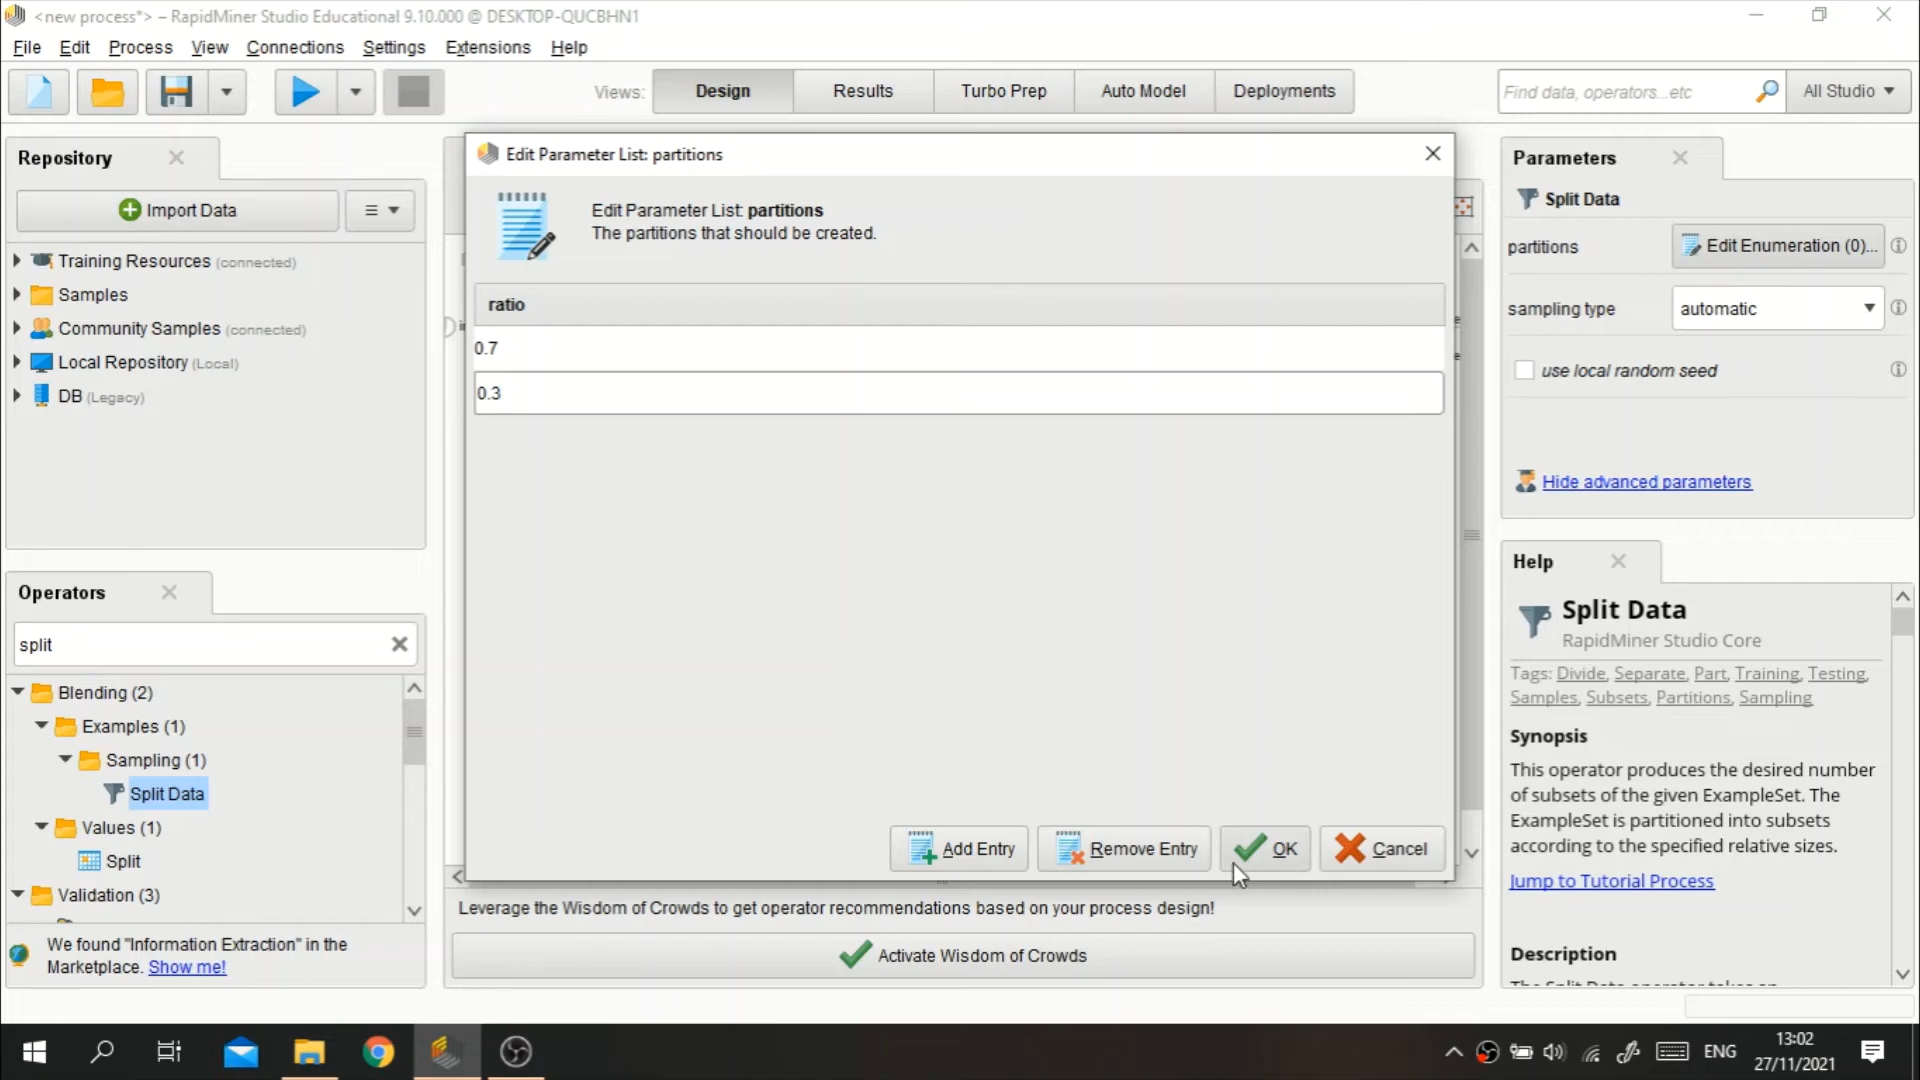 <new process*> – RapidMiner Studio Educational 9.10.000 @ DESKTOP-QUCBHN1
File Edit Process View Connections Settings Extensions Help
Views: Design Results Turbo Prep Auto Model Deployments
Find data, operators...etc
All Studio
Repository
Import Data
Training Resources (connected)
Samples
Community Samples (connected)
Local Repository (Local)
DB (Legacy)
Operators
split
Blending (2)
Examples (1)
Sampling (1)
Split Data
Values (1)
Split
Validation (3)
We found "Information Extraction" in the
Marketplace. Show me!
Edit Parameter List: partitions
Edit Parameter List: partitions
The partitions that should be created.
ratio
0.7
0.3
Add Entry
Remove Entry
OK
Cancel
Leverage the Wisdom of Crowds to get operator recommendations based on your process design!
Activate Wisdom of Crowds
Parameters
Split Data
partitions
Edit Enumeration (0)...
sampling type
automatic
use local random seed
Hide advanced parameters
Help
Split Data
RapidMiner Studio Core
Tags: Divide, Separate, Part, Training, Testing,
Samples, Subsets, Partitions, Sampling
Synopsis
This operator produces the desired number
of subsets of the given ExampleSet. The
ExampleSet is partitioned into subsets
according to the specified relative sizes.
Jump to Tutorial Process
Description
ENG
13:02
27/11/2021